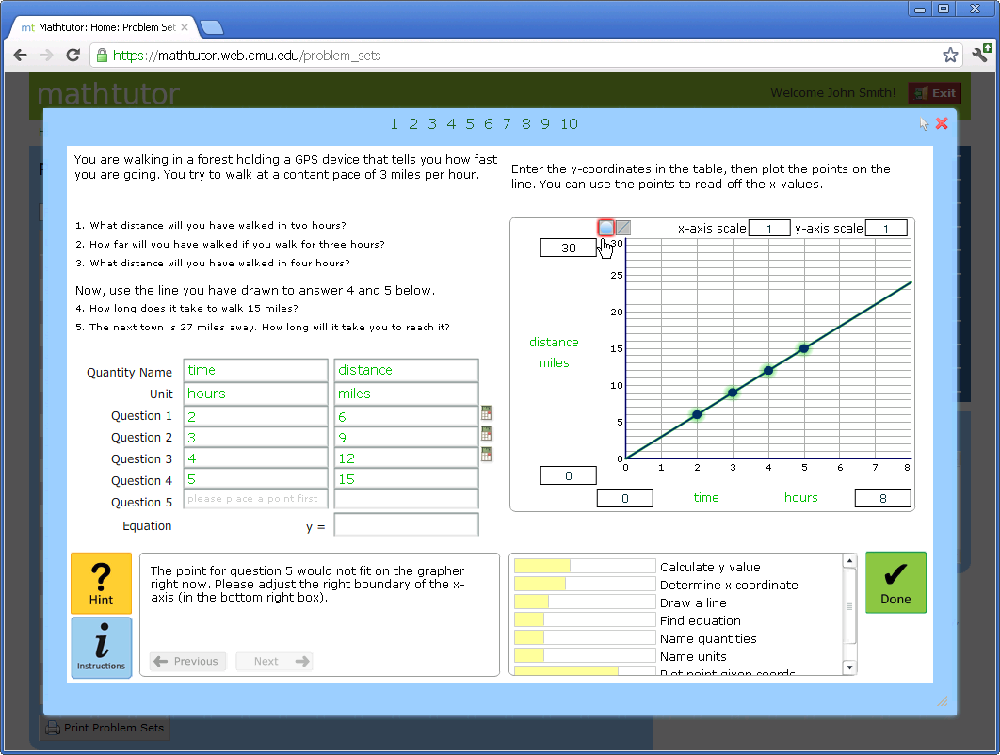 mt Mathtutor: Home: Problem Set
https://mathtutor.web.cmu.edu/problem_sets
mathtutor
Welcome John Smith!
Exit
1 2 3 4 5 6 7 8 9 10
You are walking in a forest holding a GPS device that tells you how fast
you are going. You try to walk at a contant pace of 3 miles per hour.
1. What distance will you have walked in two hours?
2. How far will you have walked if you walk for three hours?
3. What distance will you have walked in four hours?
Now, use the line you have drawn to answer 4 and 5 below.
4. How long does it take to walk 15 miles?
5. The next town is 27 miles away. How long will it take you to reach it?
Quantity Name time distance
Unit hours miles
Question 1 2 6
Question 2 3 9
Question 3 4 12
Question 4 5 15
Question 5 please place a point first
Equation y =
Enter the y-coordinates in the table, then plot the points on the
line. You can use the points to read-off the x-values.
x-axis scale 1 y-axis scale 1
30
30
25
20
15
10
5
0
distance
miles
0 1 2 3 4 5 6 7 8
0
0 time hours 8
Hint
Instructions
The point for question 5 would not fit on the grapher
right now. Please adjust the right boundary of the x-
axis (in the bottom right box).
Previous Next
Calculate y value
Determine x coordinate
Draw a line
Find equation
Name quantities
Name units
Plot point given coords
Done
Print Problem Sets